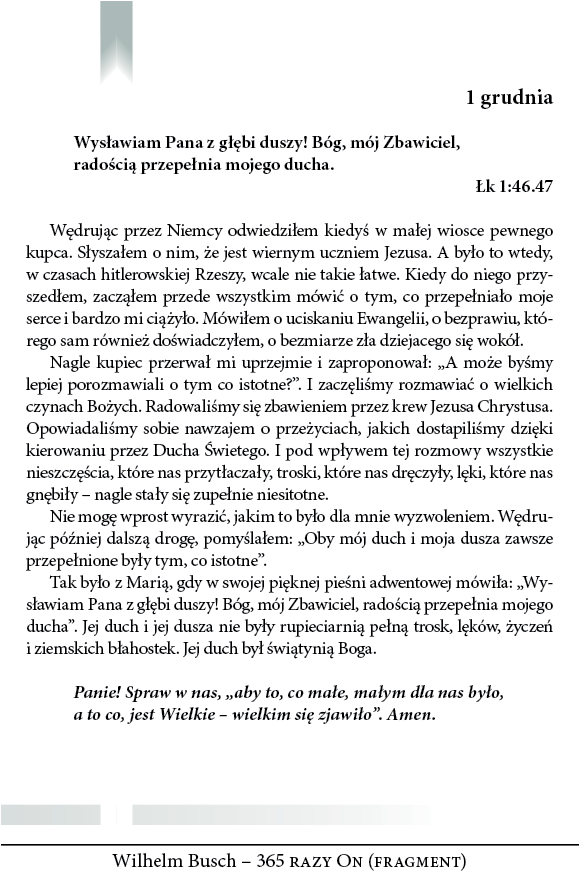 1 grudnia
Wysławiam Pana z głębi duszy! Bóg, mój Zbawiciel,
radością przepełnia mojego ducha.
Łk 1:46.47
Wędrując przez Niemcy odwiedziłem kiedyś w małej wiosce pewnego
kupca. Słyszałem o nim, że jest wiernym uczniem Jezusa. A było to wtedy,
w czasach hitlerowskiej Rzeszy, wcale nie takie łatwe. Kiedy do niego przy-
szedłem, zacząłem przede wszystkim mówić o tym, co przepełniało moje
serce i bardzo mi ciążyło. Mówiłem o uciskaniu Ewangelii, o bezprawiu, któ-
rego sam również doświadczyłem, o bezmiarze zła dziejacego się wokół.
Nagle kupiec przerwał mi uprzejmie i zaproponował: „A może byśmy
lepiej porozmawiali o tym co istotne?”. I zaczęliśmy rozmawiać o wielkich
czynach Bożych. Radowaliśmy się zbawieniem przez krew Jezusa Chrystusa.
Opowiadaliśmy sobie nawzajem o przeżyciach, jakich dostapiliśmy dzięki
kierowaniu przez Ducha Świetego. I pod wpływem tej rozmowy wszystkie
nieszczęścia, które nas przytłaczały, troski, które nas dręczyły, lęki, które nas
gnębiły – nagle stały się zupełnie niesitotne.
Nie mogę wprost wyrazić, jakim to było dla mnie wyzwoleniem. Wędru-
jąc później dalszą drogę, pomyślałem: „Oby mój duch i moja dusza zawsze
przepełnione były tym, co istotne”.
Tak było z Marią, gdy w swojej pięknej pieśni adwentowej mówiła: „Wy-
sławiam Pana z głębi duszy! Bóg, mój Zbawiciel, radością przepełnia mojego
ducha”. Jej duch i jej dusza nie były rupieciarnią pełną trosk, lęków, życzeń
i ziemskich błahostek. Jej duch był świątynią Boga.
Panie! Spraw w nas, „aby to, co małe, małym dla nas było,
a to co, jest Wielkie – wielkim się zjawiło”. Amen.
Wilhelm Busch – 365 razy On (fragment)